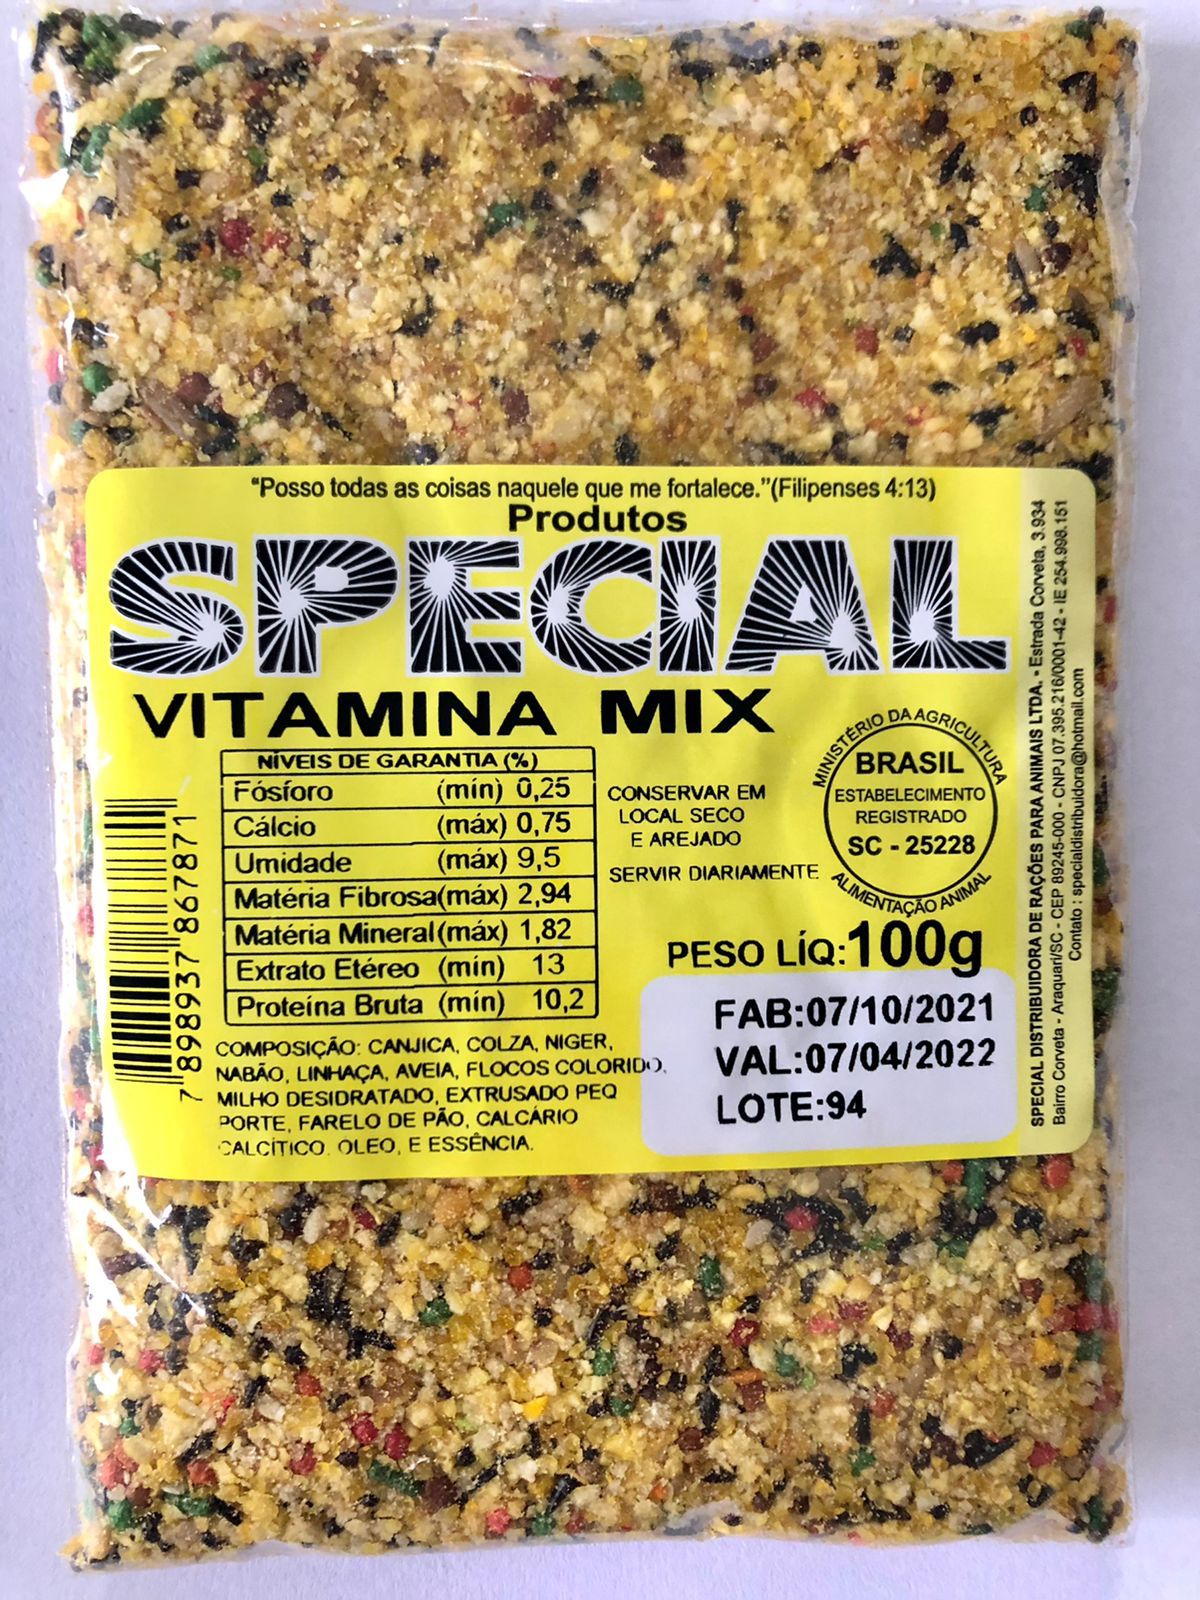 “Posso todas as coisas naquele que me fortalece.”(Filipenses 4:13)
Produtos
SPECIAL
VITAMINA MIX
NÍVEIS DE GARANTIA (%)
Fósforo (mín) 0,25
Cálcio (máx) 0,75
Umidade (máx) 9,5
Matéria Fibrosa(máx) 2,94
Matéria Mineral(máx) 1,82
Extrato Etéreo (mín) 13
Proteína Bruta (mín) 10,2
CONSERVAR EM
LOCAL SECO
E AREJADO
SERVIR DIARIAMENTE
MINISTÉRIO DA AGRICULTURA
BRASIL
ESTABELECIMENTO
REGISTRADO
SC - 25228
ALIMENTAÇÃO ANIMAL
PESO LÍQ:100g
FAB:07/10/2021
VAL:07/04/2022
LOTE:94
COMPOSIÇÃO: CANJICA, COLZA, NIGER,
NABÃO, LINHAÇA, AVEIA, FLOCOS COLORIDO,
MILHO DESIDRATADO, EXTRUSADO PEQ
PORTE, FARELO DE PÃO, CALCÁRIO
CALCÍTICO. OLEO, E ESSÊNCIA.
7 898937 867871
SPECIAL DISTRIBUIDORA DE RAÇÕES PARA ANIMAIS LTDA. - Estrada Corveta, 3.934
Bairro Corveta - Araquari/SC - CEP 89245-000 - CNPJ 07.395.216/0001-42 - IE 254.998.151
Contato : specialdistribuidora@hotmail.com